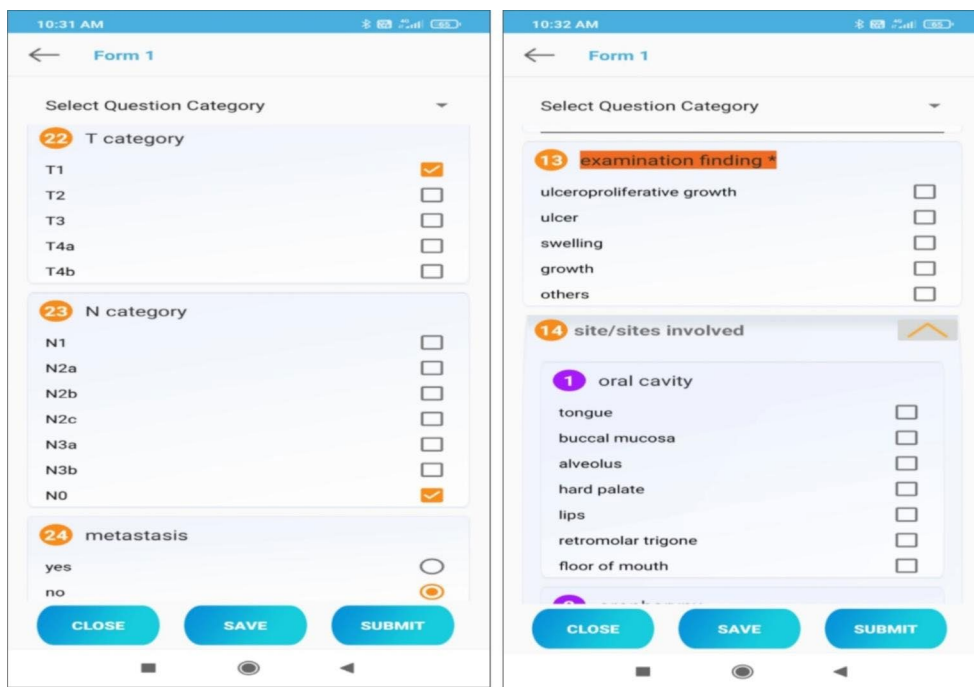 10:31 AM
Form 1
Select Question Category
22 T category
T1
T2
T3
T4a
T4b
23 N category
N1
N2a
N2b
N2c
N3a
N3b
N0
24 metastasis
yes
no
CLOSE SAVE SUBMIT
10:32 AM
Form 1
Select Question Category
13 examination finding *
ulceroproliferative growth
ulcer
swelling
growth
others
14 site/sites involved
1 oral cavity
tongue
buccal mucosa
alveolus
hard palate
lips
retromolar trigone
floor of mouth
CLOSE SAVE SUBMIT